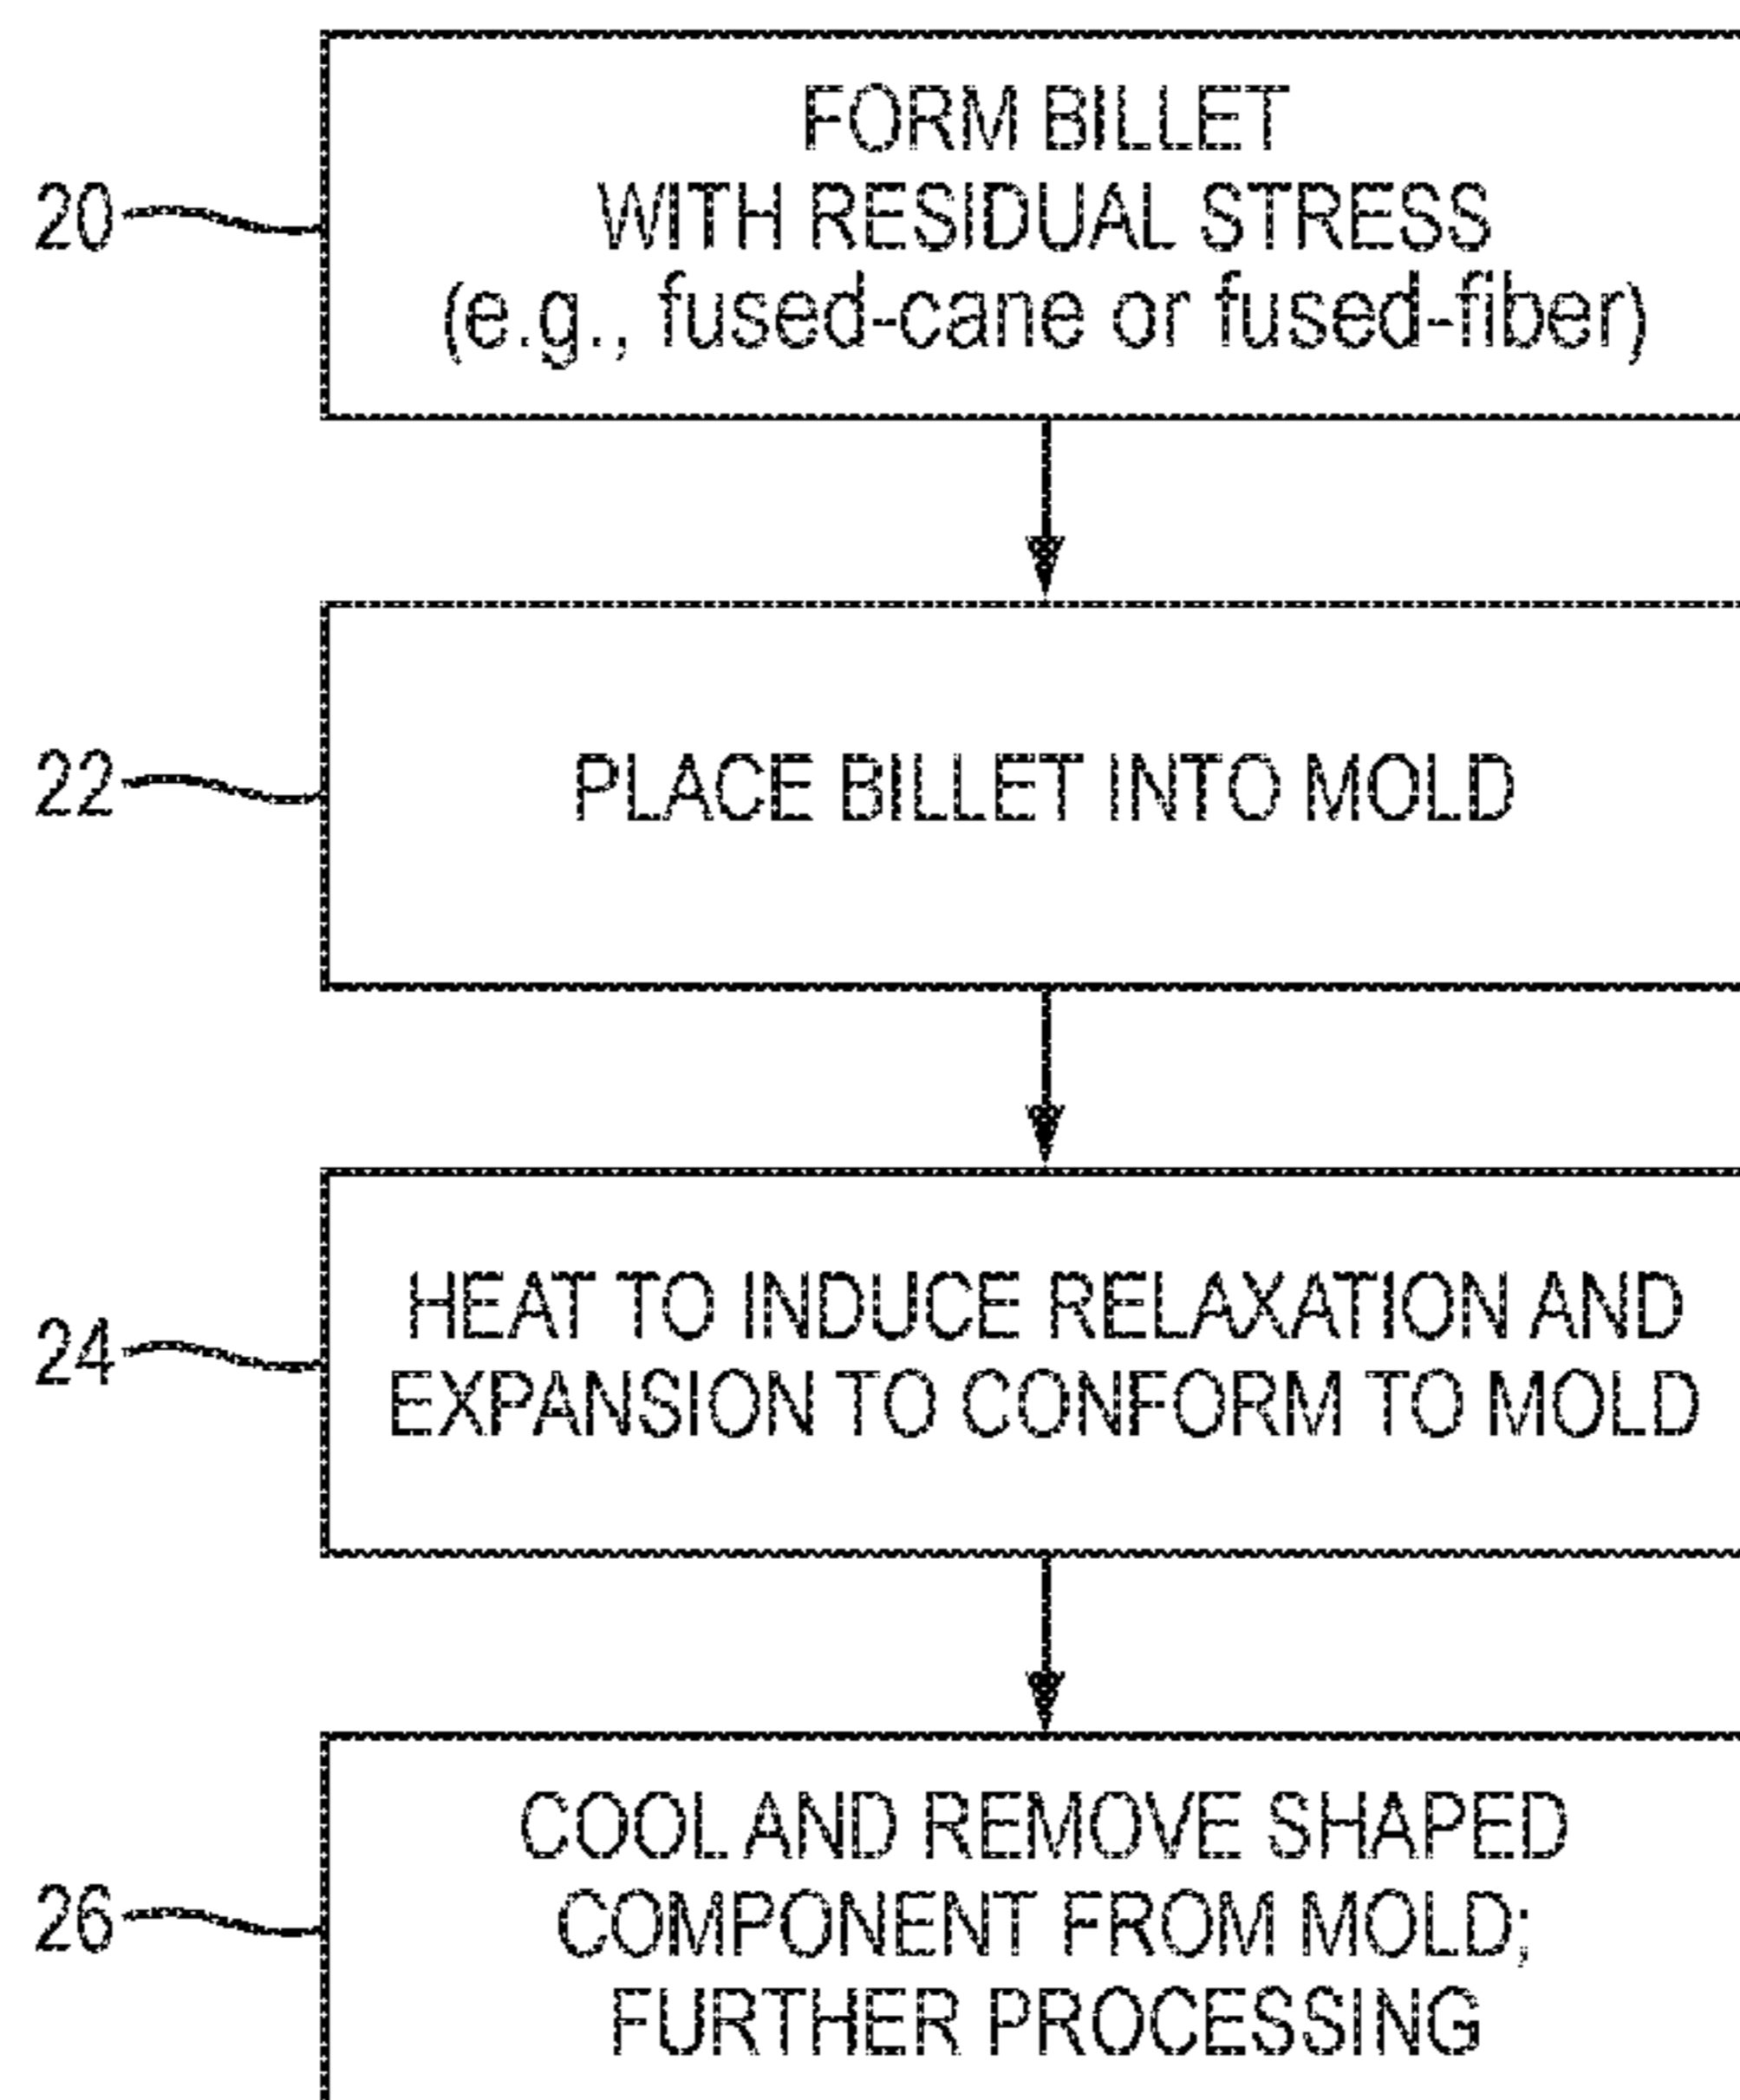 FORM BILLET
20
WITH RESIDUAL STRESS
(e.g., fused-cane or fused-fiber)
22
PLACE BILLET INTO MOLD
HEAT TO INDUCE RELAXATION AND
24
EXPANSION TO CONFORM TO MOLD
COOL AND REMOVE SHAPED
26
COMPONENT FROM MOLD;
FURTHER PROCESSING